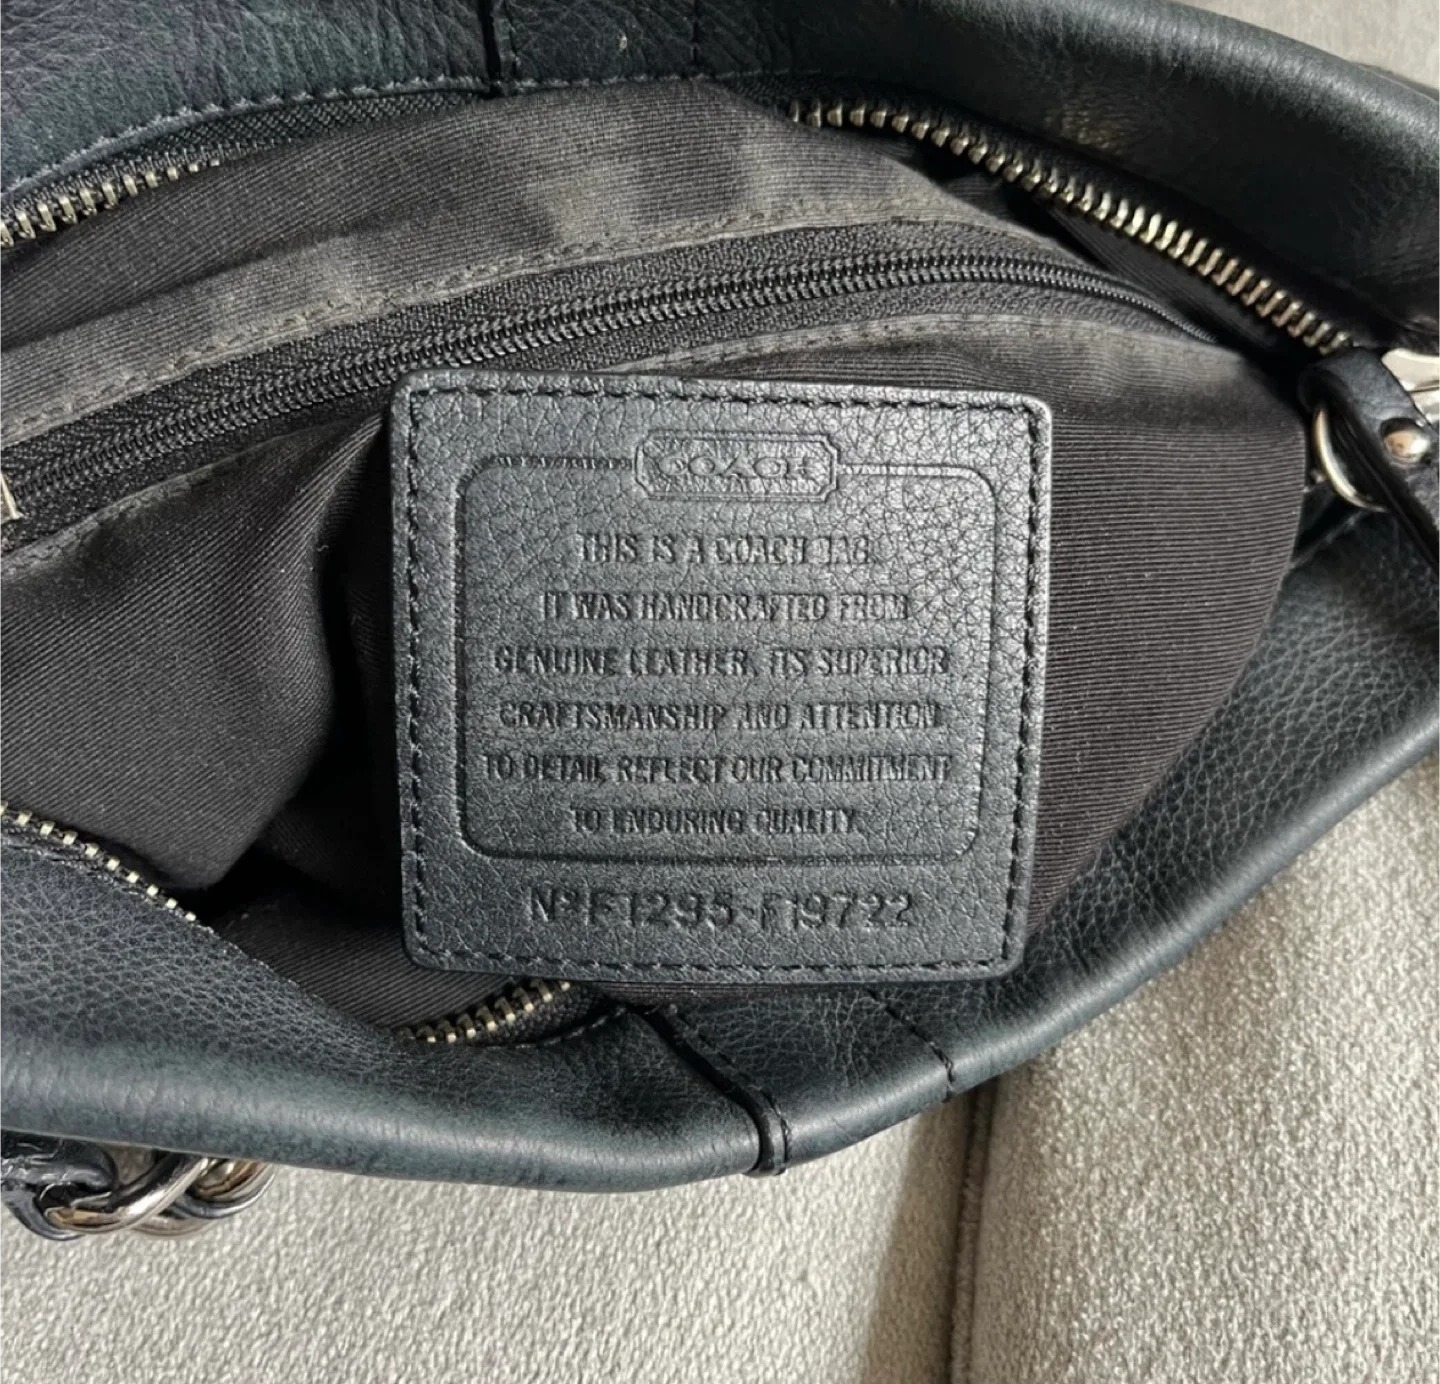 COACH
THIS IS A COACH BAG.
IT WAS HANDCRAFTED FROM
GENUINE LEATHER. ITS SUPERIOR
CRAFTSMANSHIP AND ATTENTION
TO DETAIL REFLECT OUR COMMITMENT
TO ENDURING QUALITY.
Nº F1295-F19722